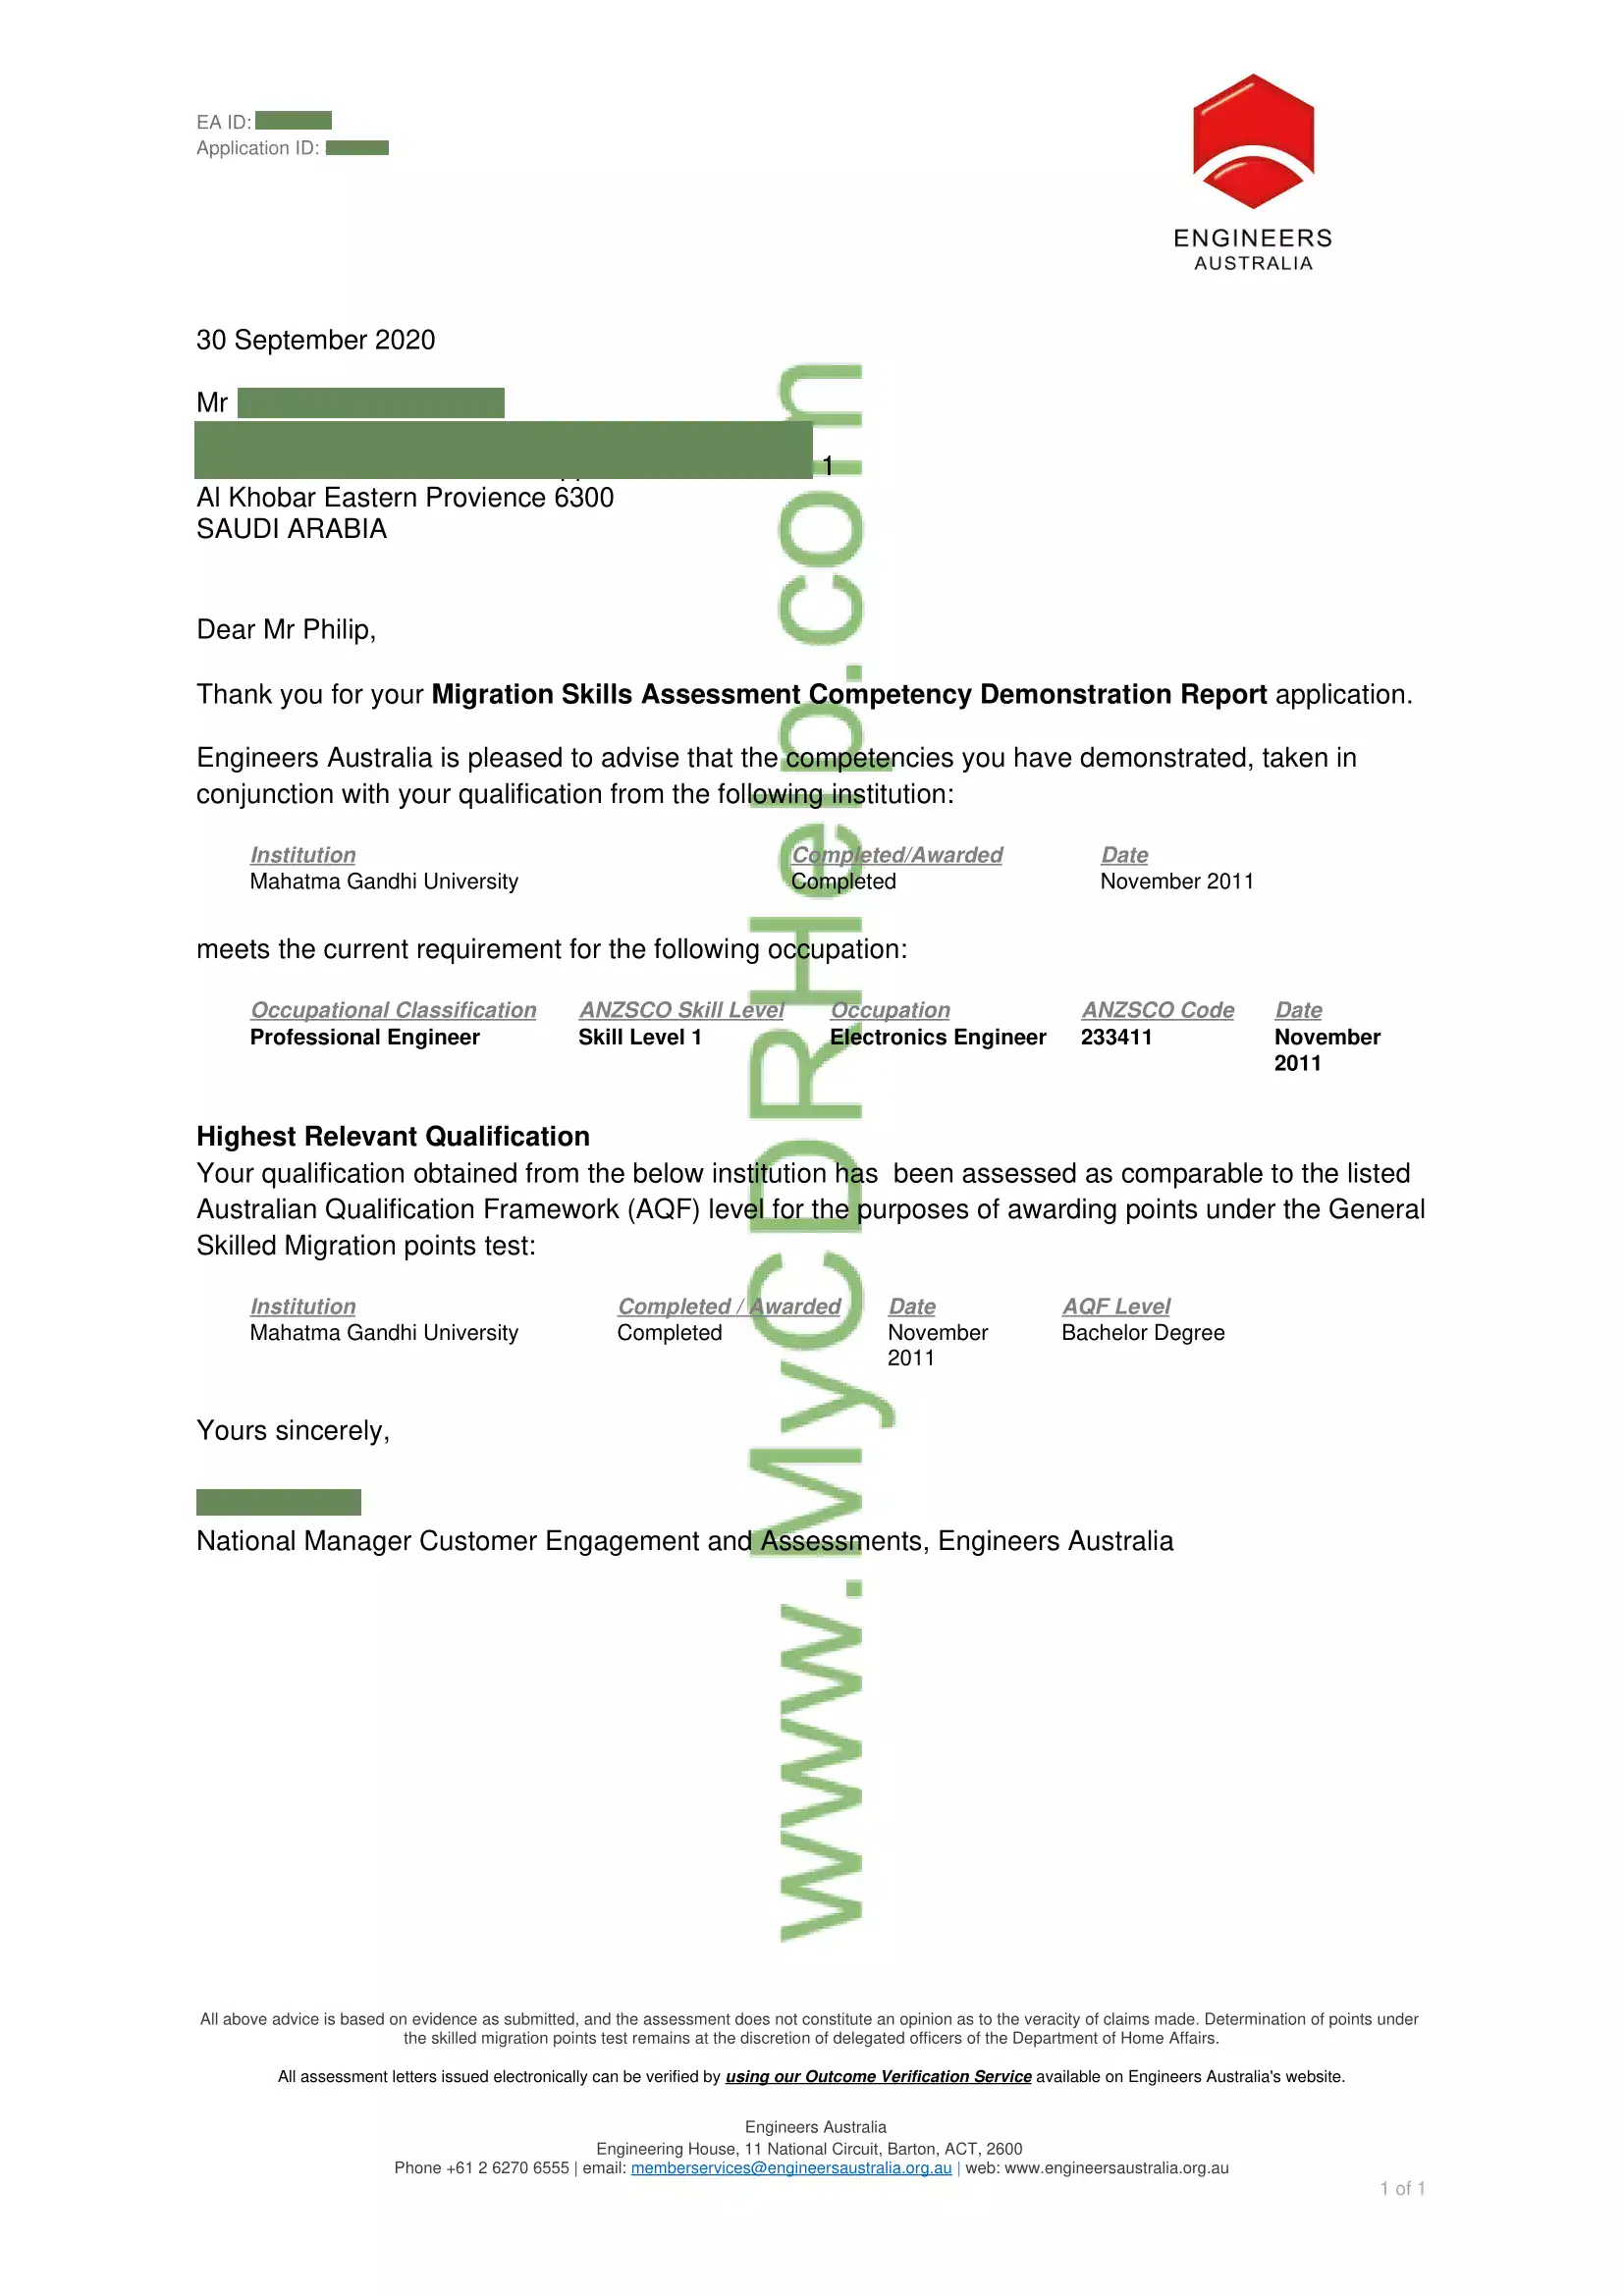 EA ID:
Application ID:
ENGINEERS
AUSTRALIA
30 September 2020
Mr
1
Al Khobar Eastern Provience 6300
SAUDI ARABIA
Dear Mr Philip,
Thank you for your Migration Skills Assessment Competency Demonstration Report application.
Engineers Australia is pleased to advise that the competencies you have demonstrated, taken in
conjunction with your qualification from the following institution:
Institution Completed/Awarded Date
Mahatma Gandhi University Completed November 2011
meets the current requirement for the following occupation:
Occupational Classification ANZSCO Skill Level Occupation ANZSCO Code Date
Professional Engineer Skill Level 1 Electronics Engineer 233411 November
2011
Highest Relevant Qualification
Your qualification obtained from the below institution has  been assessed as comparable to the listed
Australian Qualification Framework (AQF) level for the purposes of awarding points under the General
Skilled Migration points test:
Institution Completed / Awarded Date AQF Level
Mahatma Gandhi University Completed November Bachelor Degree
2011
Yours sincerely,
National Manager Customer Engagement and Assessments, Engineers Australia
www.MyCDRHelp.com
All above advice is based on evidence as submitted, and the assessment does not constitute an opinion as to the veracity of claims made. Determination of points under
the skilled migration points test remains at the discretion of delegated officers of the Department of Home Affairs.
All assessment letters issued electronically can be verified by using our Outcome Verification Service available on Engineers Australia's website.
Engineers Australia
Engineering House, 11 National Circuit, Barton, ACT, 2600
Phone +61 2 6270 6555 | email: memberservices@engineersaustralia.org.au | web: www.engineersaustralia.org.au
1 of 1